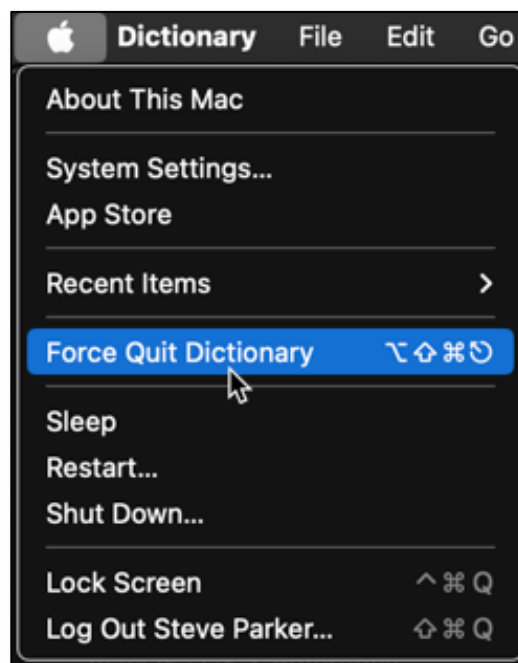 Dictionary File Edit Go
About This Mac
System Settings...
App Store
Recent Items
Force Quit Dictionary ⌥⇧⌘⎋
Sleep
Restart...
Shut Down...
Lock Screen ^⌘Q
Log Out Steve Parker... ⇧⌘Q